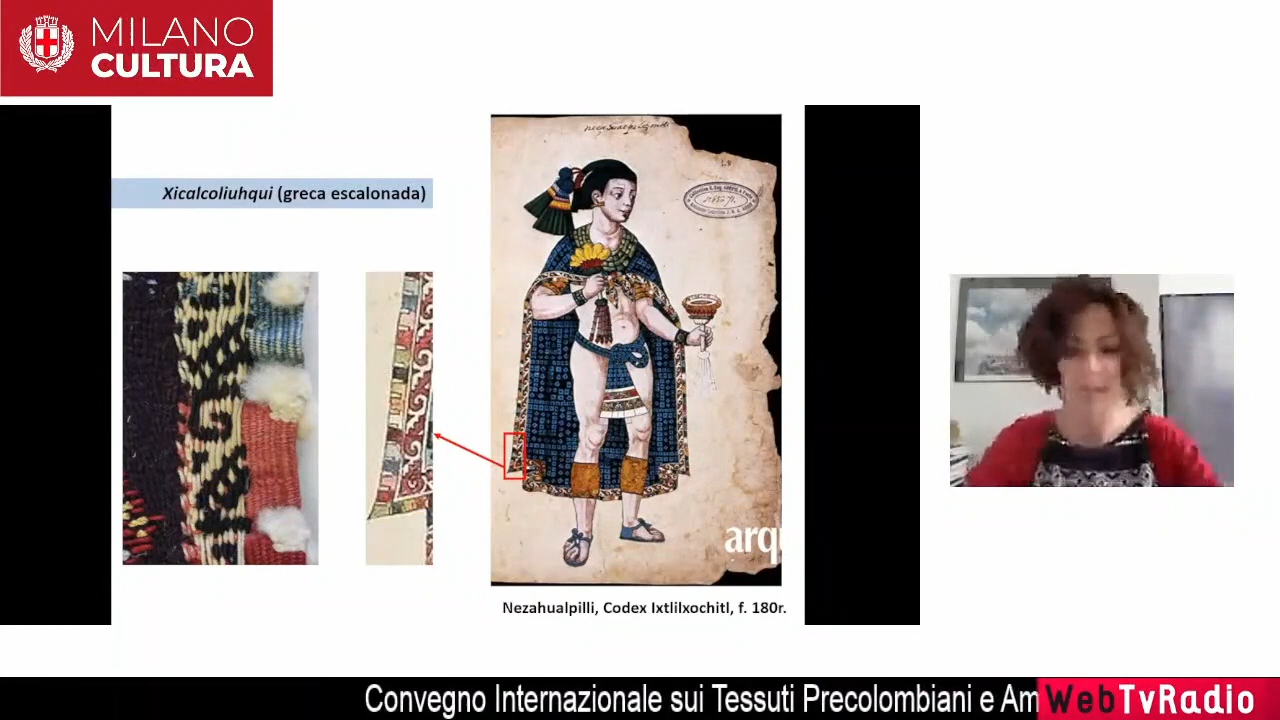 MILANO
CULTURA
Xicalcoliuhqui (greca escalonada)
arq
Nezahualpilli, Codex Ixtlilxochitl, f. 180r.
Convegno Internazionale sui Tessuti Precolombiani e Am
WebTvRadio